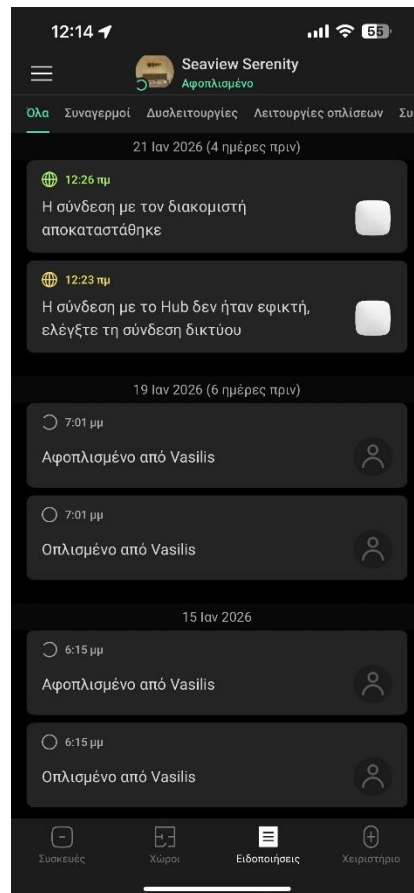 12:14
55
Seaview Serenity
Αφοπλισμένο
Όλα Συναγερμοί Δυσλειτουργίες Λειτουργίες οπλίσεων Συ
21 Ιαν 2026 (4 ημέρες πριν)
12:26 πμ
Η σύνδεση με τον διακομιστή
αποκαταστάθηκε
12:23 πμ
Η σύνδεση με το Hub δεν ήταν εφικτή,
ελέγξτε τη σύνδεση δικτύου
19 Ιαν 2026 (6 ημέρες πριν)
7:01 μμ
Αφοπλισμένο από Vasilis
7:01 μμ
Οπλισμένο από Vasilis
15 Ιαν 2026
6:15 μμ
Αφοπλισμένο από Vasilis
6:15 μμ
Οπλισμένο από Vasilis
Συσκευές Χώροι Ειδοποιήσεις Χειριστήριο